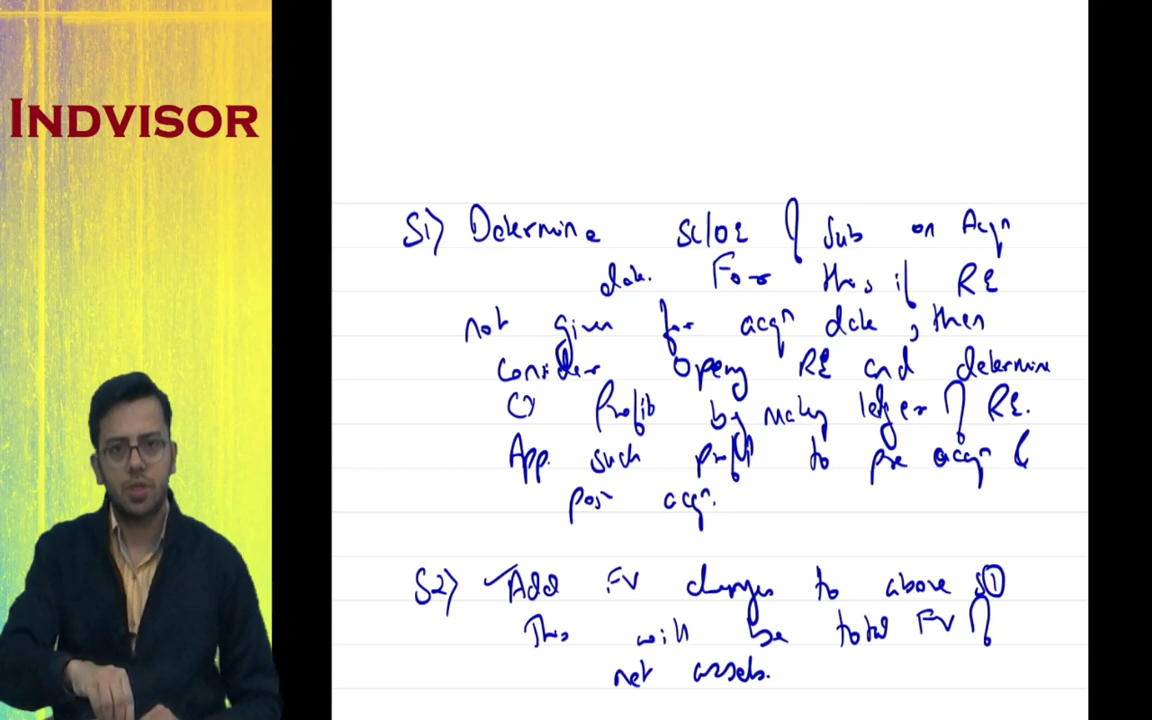 INDVISOR
S1) Determine SC/OE of Sub on Acqn
date. For this if RE
not given for acqn date, then
consider Openg RE and determine
CY Profit by making ledger of RE.
App. such profit to pre acqn &
post acqn.
S2) Add FV changes to above S1
This will be total FV of
net assets.